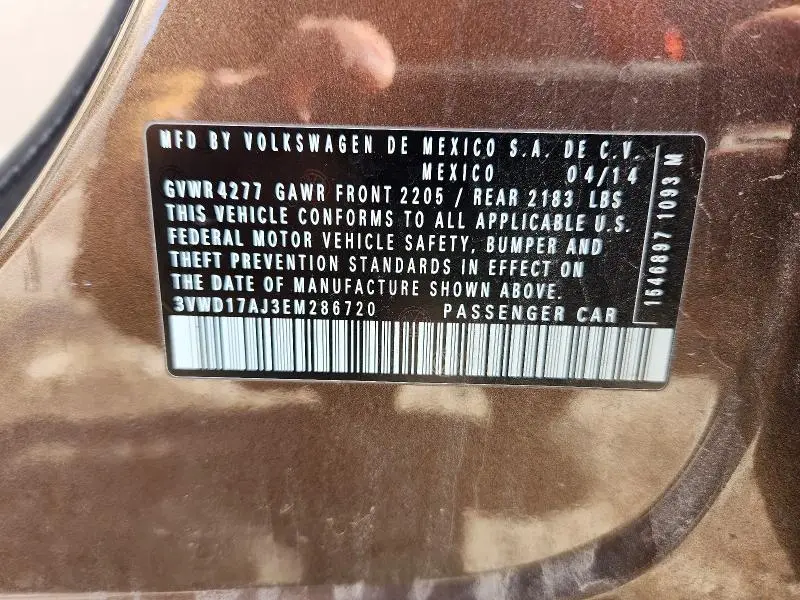 MFD BY VOLKSWAGEN DE MEXICO S.A. DE C.V.
MEXICO 04/14
GVWR 4277 GAWR FRONT 2205 / REAR 2183 LBS
THIS VEHICLE CONFORMS TO ALL APPLICABLE U.S.
FEDERAL MOTOR VEHICLE SAFETY, BUMPER AND
THEFT PREVENTION STANDARDS IN EFFECT ON
THE DATE OF MANUFACTURE SHOWN ABOVE.
3VWD17AJ3EM286720 PASSENGER CAR
1546897 1093 M